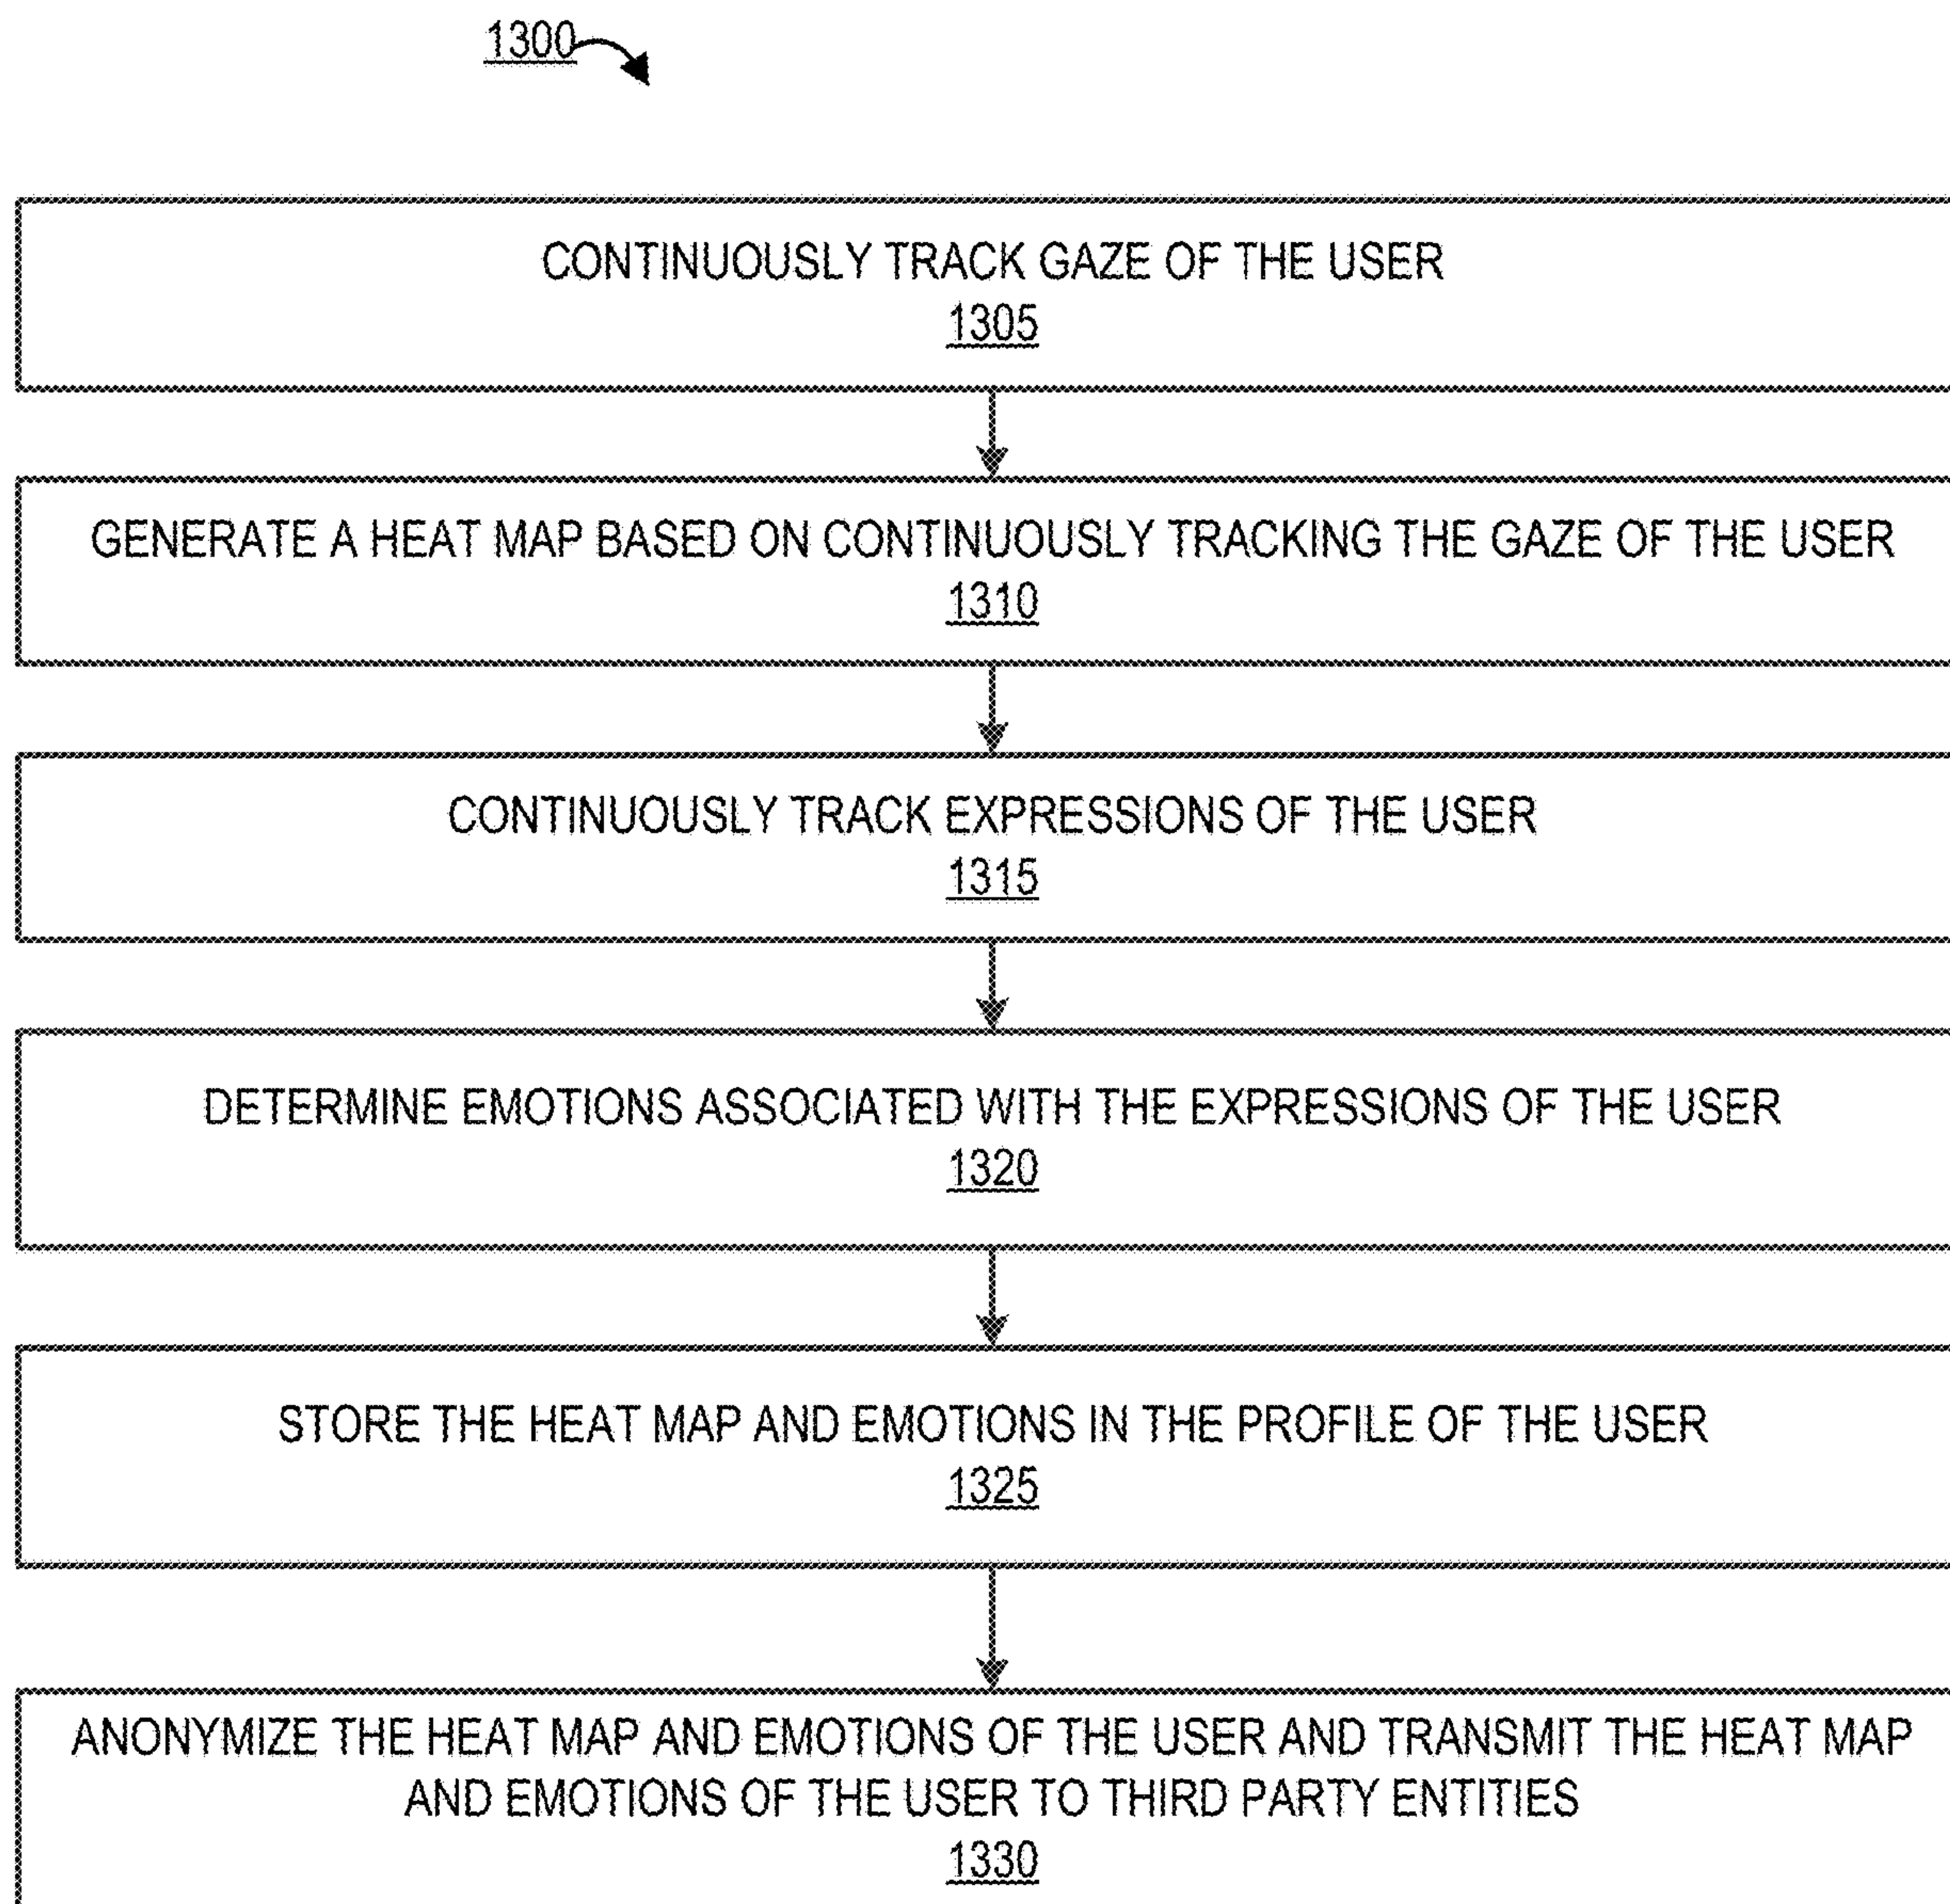 1300
CONTINUOUSLY TRACK GAZE OF THE USER
1305
GENERATE A HEAT MAP BASED ON CONTINUOUSLY TRACKING THE GAZE OF THE USER
1310
CONTINUOUSLY TRACK EXPRESSIONS OF THE USER
1315
DETERMINE EMOTIONS ASSOCIATED WITH THE EXPRESSIONS OF THE USER
1320
STORE THE HEAT MAP AND EMOTIONS IN THE PROFILE OF THE USER
1325
ANONYMIZE THE HEAT MAP AND EMOTIONS OF THE USER AND TRANSMIT THE HEAT MAP
AND EMOTIONS OF THE USER TO THIRD PARTY ENTITIES
1330